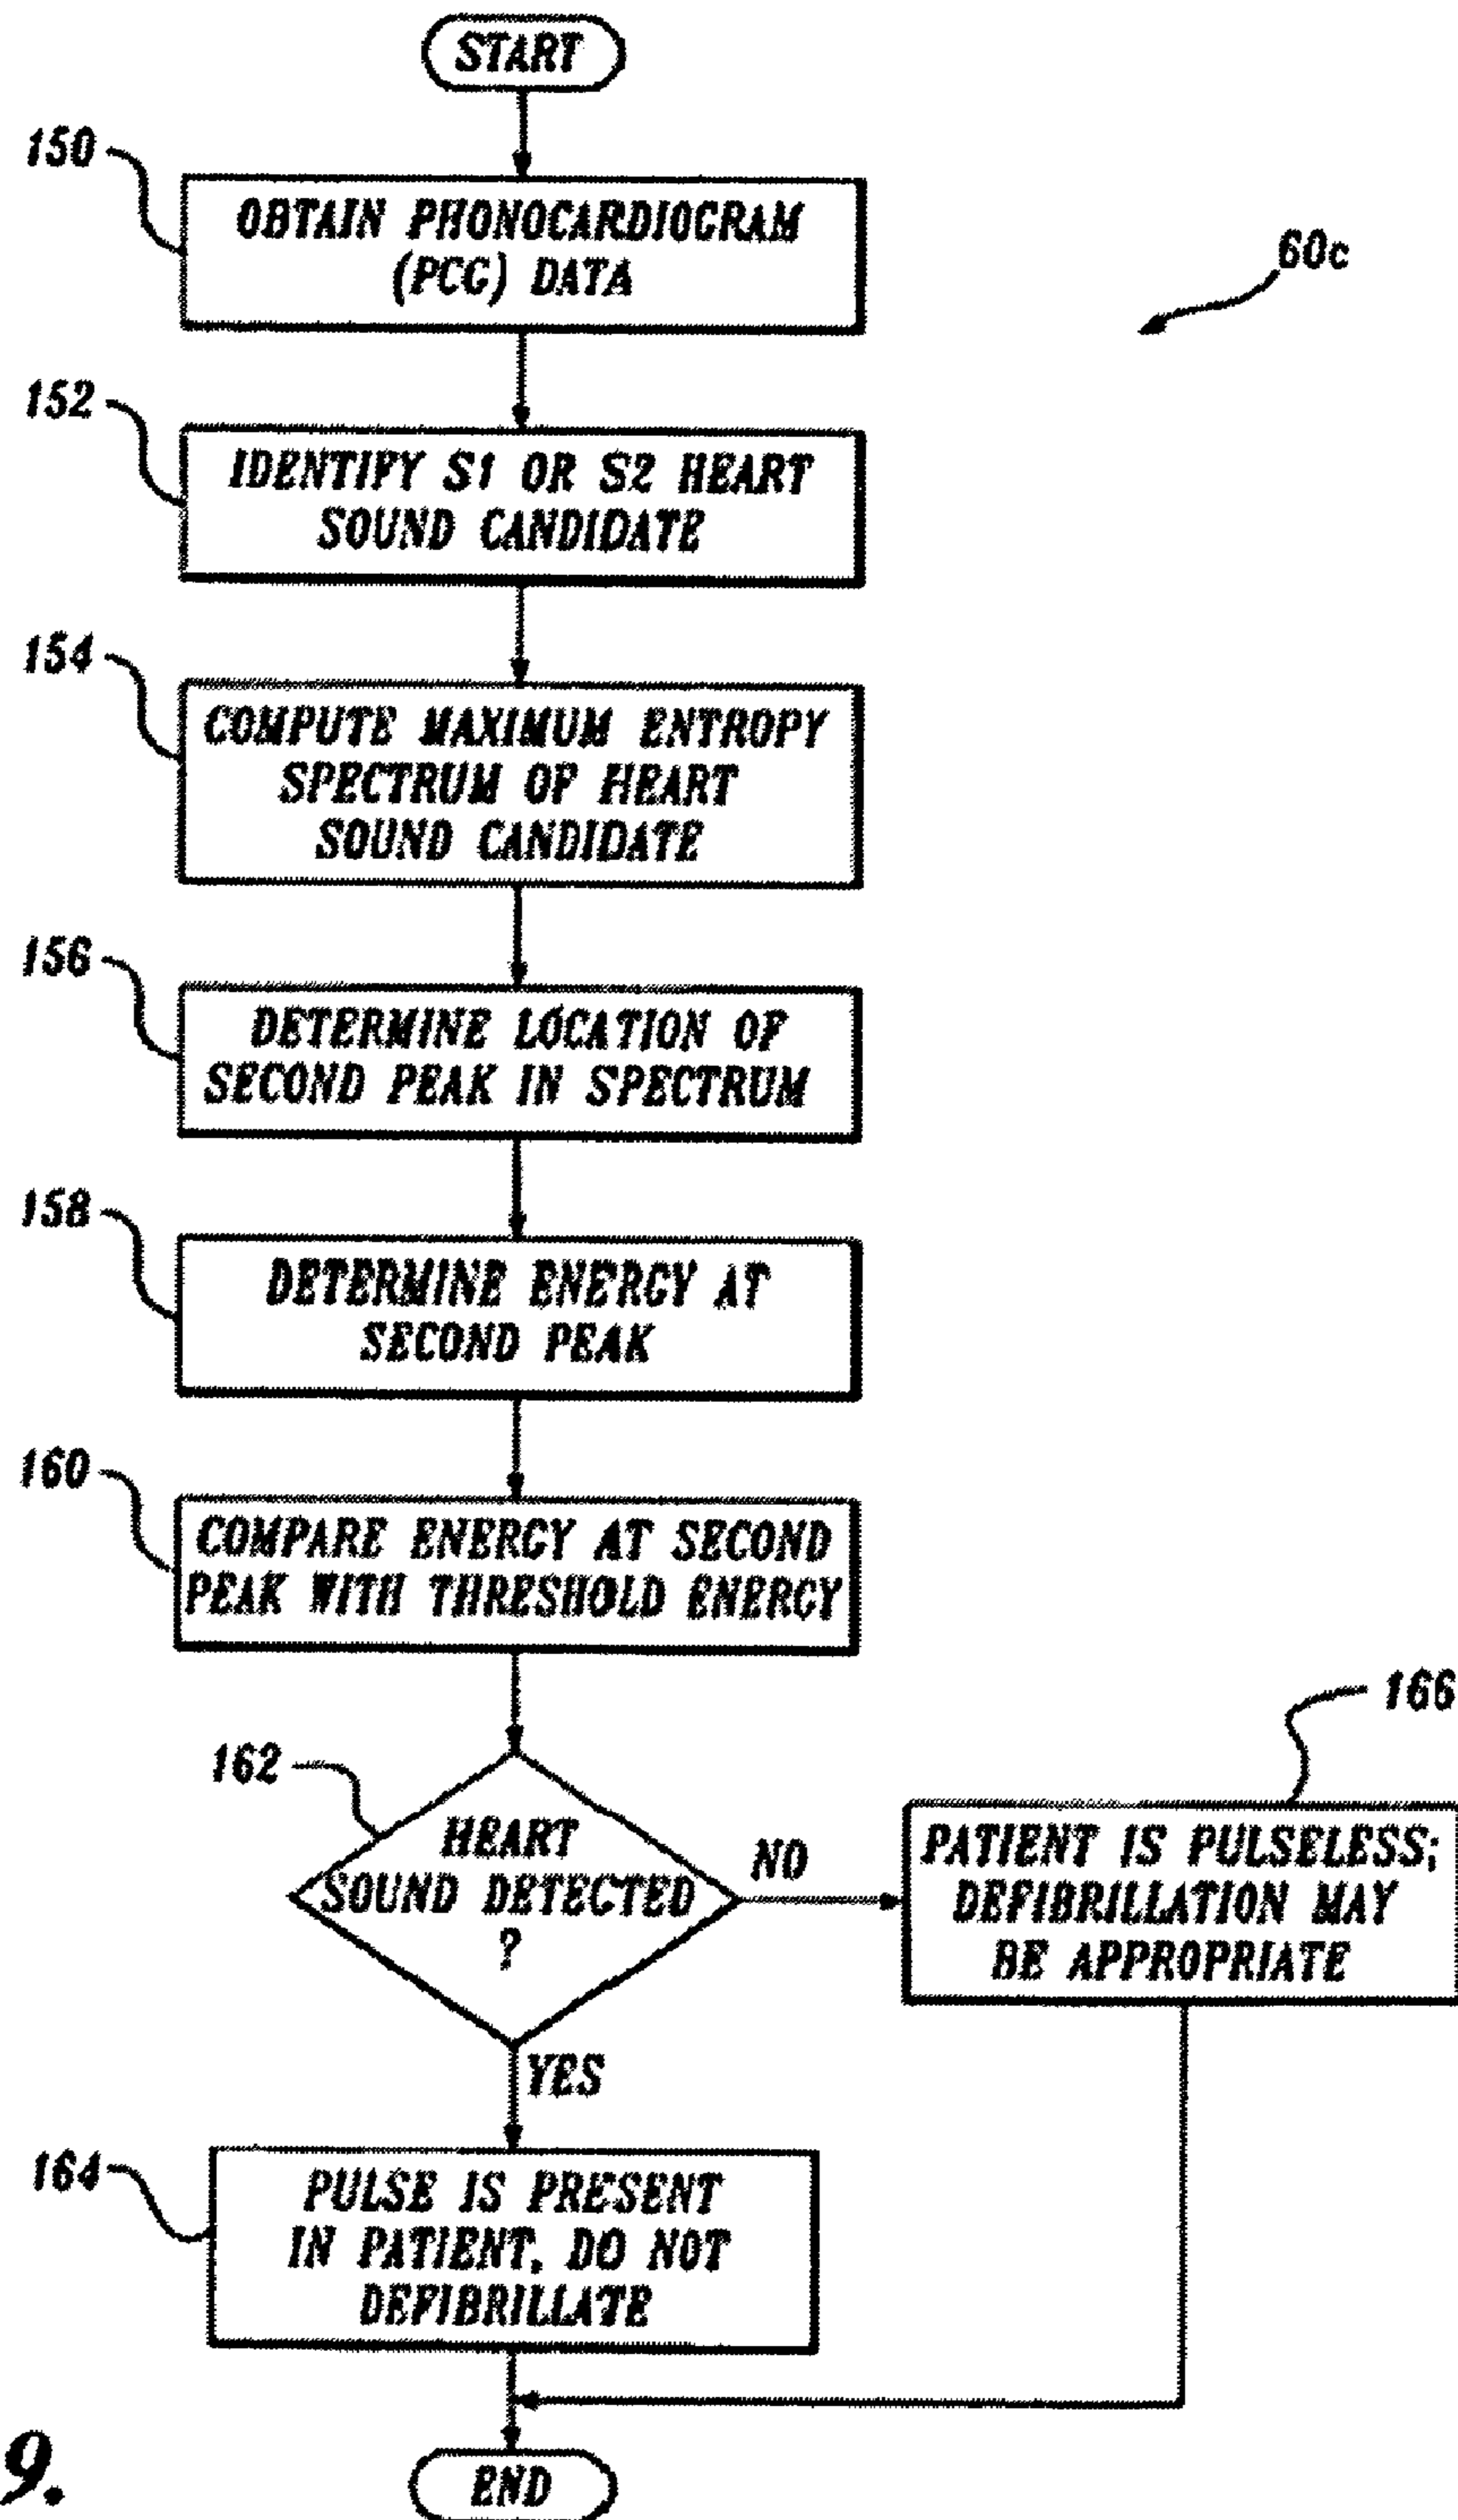 START
150
OBTAIN PHONOCARDIOGRAM
(PCG) DATA
60c
152
IDENTIFY S1 OR S2 HEART
SOUND CANDIDATE
154
COMPUTE MAXIMUM ENTROPY
SPECTRUM OF HEART
SOUND CANDIDATE
156
DETERMINE LOCATION OF
SECOND PEAK IN SPECTRUM
158
DETERMINE ENERGY AT
SECOND PEAK
160
COMPARE ENERGY AT SECOND
PEAK WITH THRESHOLD ENERGY
162
HEART
SOUND DETECTED
?
NO
166
PATIENT IS PULSELESS;
DEFIBRILLATION MAY
BE APPROPRIATE
YES
164
PULSE IS PRESENT
IN PATIENT. DO NOT
DEFIBRILLATE
END
9.